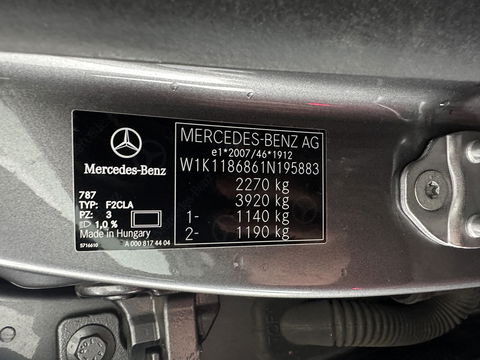 MERCEDES-BENZ AG
e1*2007/46*1912
W1K1186861N195883
2270 kg
3920 kg
1- 1140 kg
2- 1190 kg
Mercedes-Benz
787
TYP: F2CLA
PZ: 3
1,0 %
Made in Hungary
5716610 A 000 817 44 04